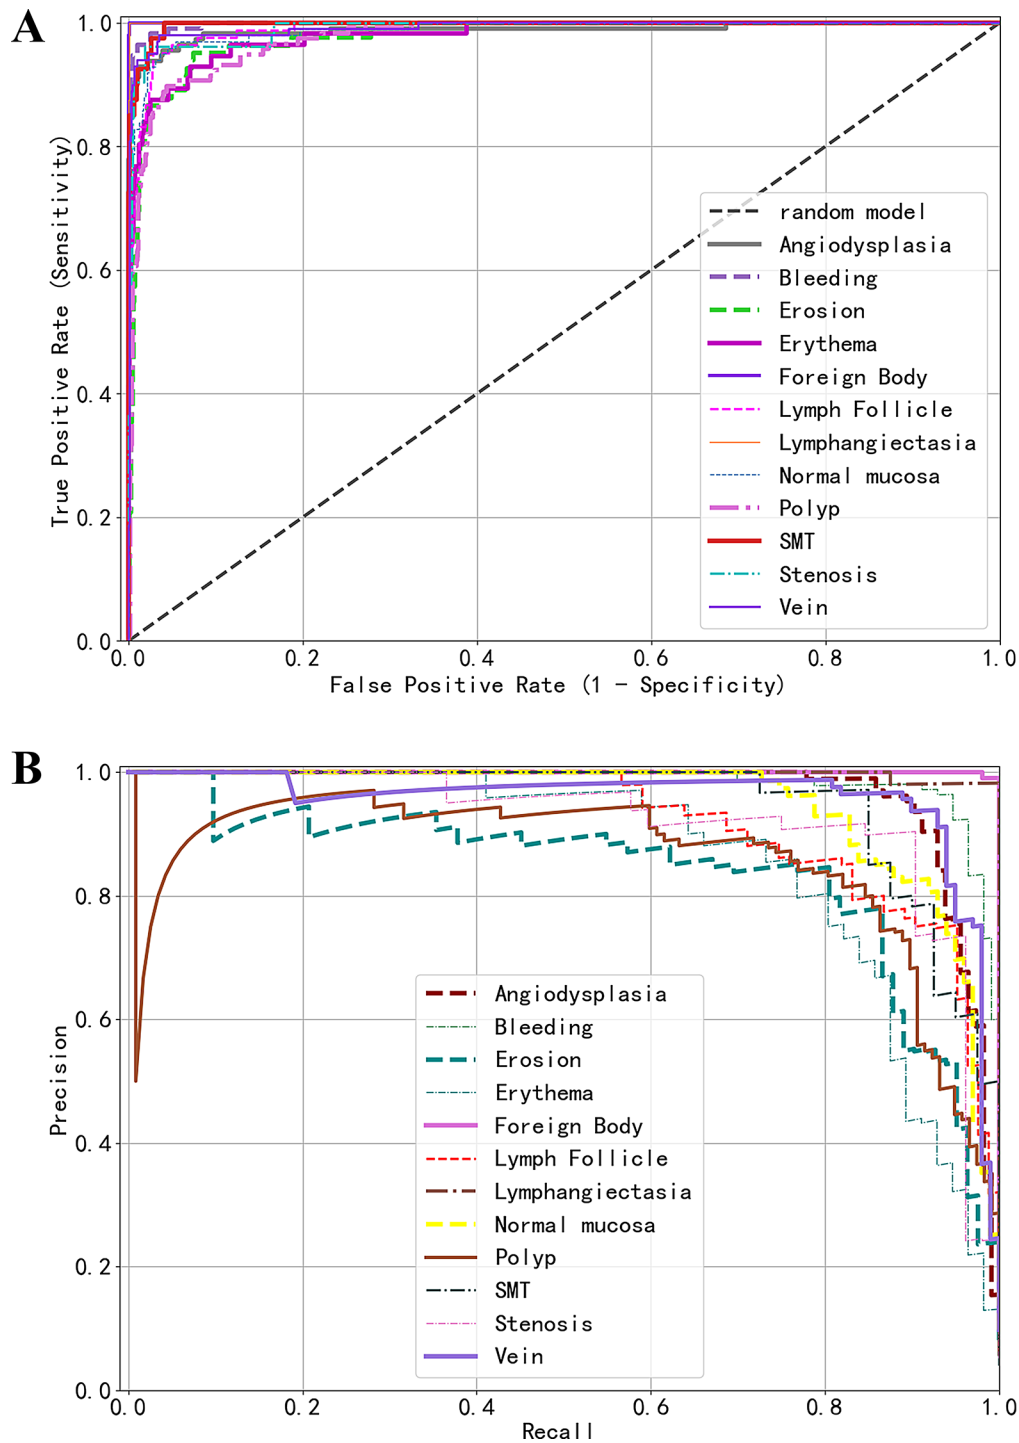 A
1.0
0.8
0.6
0.4
0.2
0.0
True Positive Rate (Sensitivity)
random model
Angiodysplasia
Bleeding
Erosion
Erythema
Foreign Body
Lymph Follicle
Lymphangiectasia
Normal mucosa
Polyp
SMT
Stenosis
Vein
0.0 0.2 0.4 0.6 0.8 1.0
False Positive Rate (1 - Specificity)
B
1.0
0.8
0.6
0.4
0.2
0.0
Precision
Angiodysplasia
Bleeding
Erosion
Erythema
Foreign Body
Lymph Follicle
Lymphangiectasia
Normal mucosa
Polyp
SMT
Stenosis
Vein
0.0 0.2 0.4 0.6 0.8 1.0
Recall